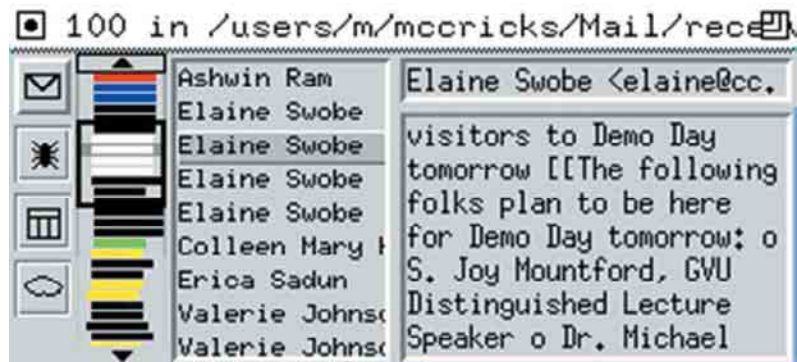 100 in /users/m/mccricks/Mail/rece
Ashwin Ram
Elaine Swobe
Elaine Swobe
Elaine Swobe
Elaine Swobe
Colleen Mary
Erica Sadun
Valerie Johns
Valerie Johns
Elaine Swobe <elaine@cc.
visitors to Demo Day
tomorrow [[The following
folks plan to be here
for Demo Day tomorrow: o
S. Joy Mountford, GVU
Distinguished Lecture
Speaker o Dr. Michael